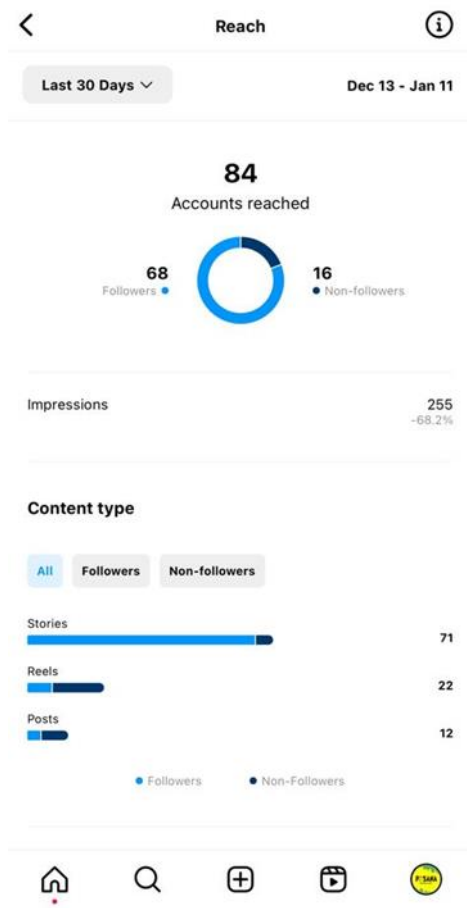 Reach
Last 30 Days
Dec 13 - Jan 11
84
Accounts reached
68
Followers
16
Non-followers
Impressions
255
-68.2%
Content type
All Followers Non-followers
Stories
71
Reels
22
Posts
12
Followers Non-Followers